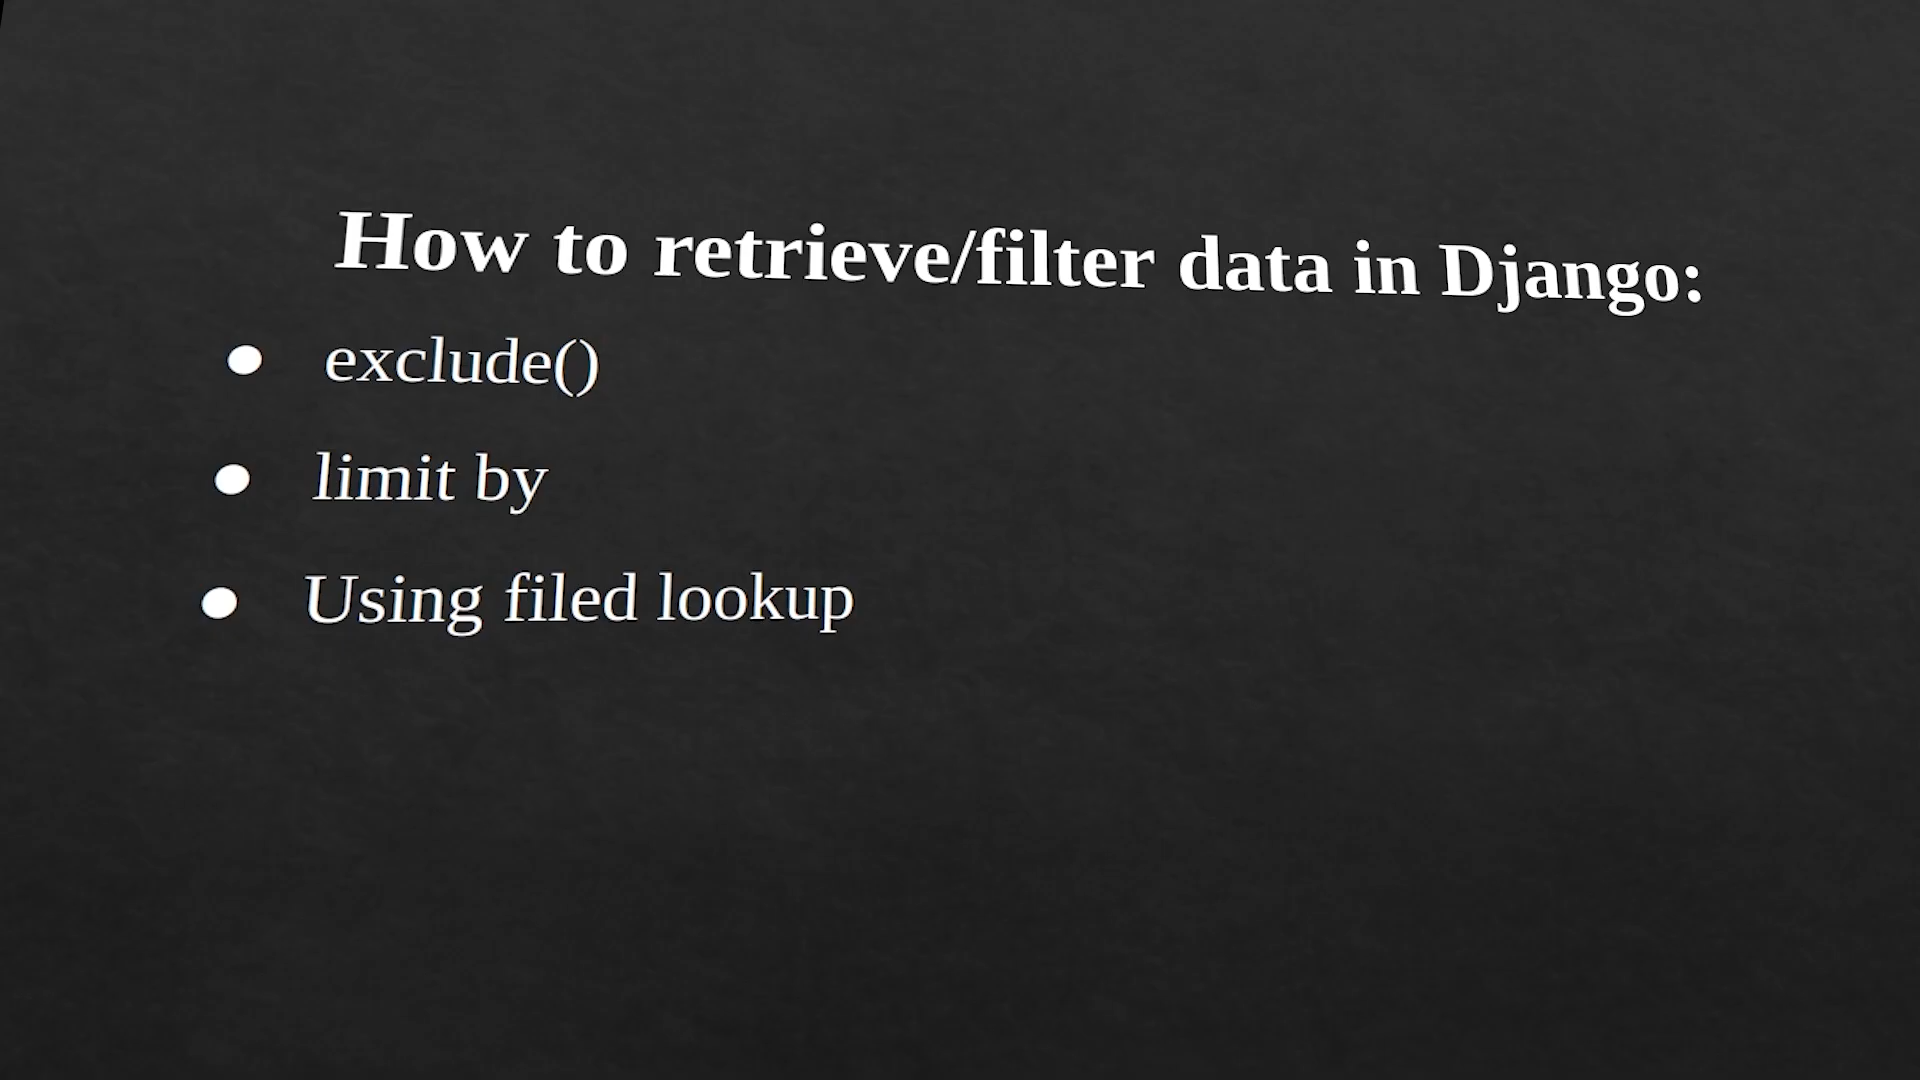 How to retrieve/filter data in Django:
● exclude()
● limit by
● Using filed lookup